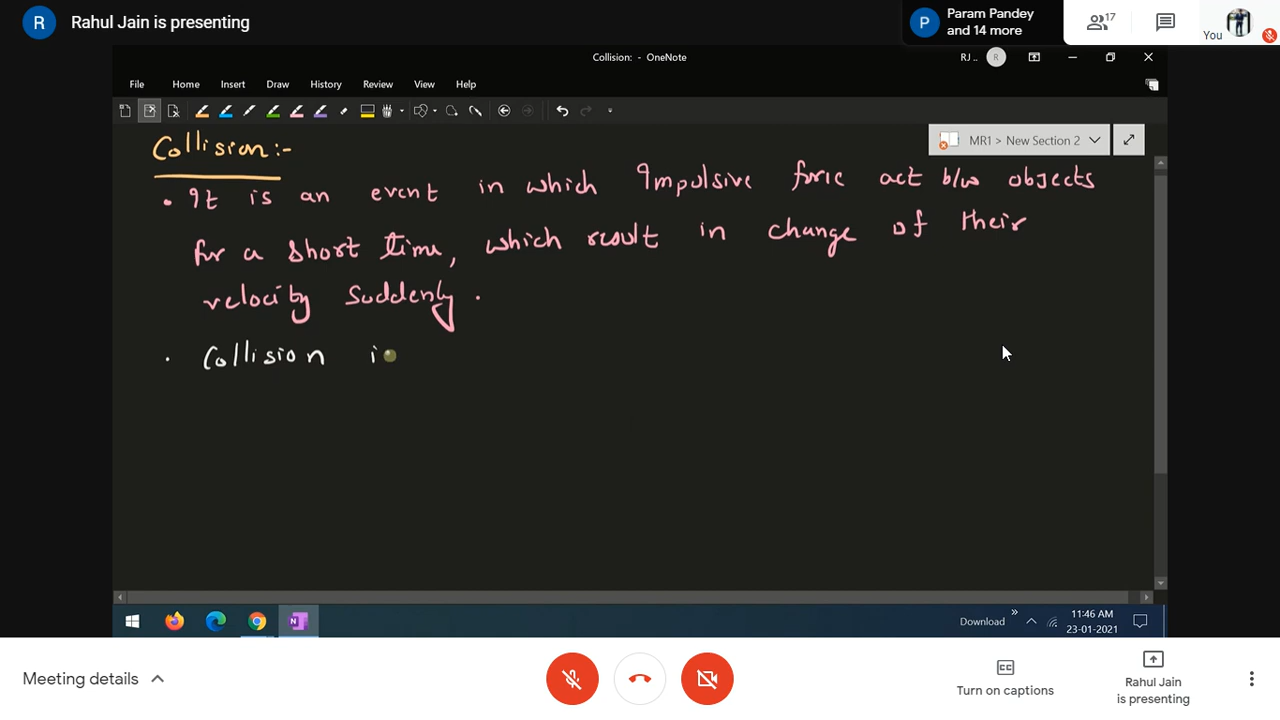 R Rahul Jain is presenting
P Param Pandey
and 14 more
17
You
Collision: - OneNote
RJ ..
R
File Home Insert Draw History Review View Help
MR1 > New Section 2
Collision:-
• It is an event in which Impulsive force act b/w objects
for a short time, which result in change of their
velocity suddenly.
• Collision i
Download
»
11:46 AM
23-01-2021
Meeting details
CC
Turn on captions
Rahul Jain
is presenting